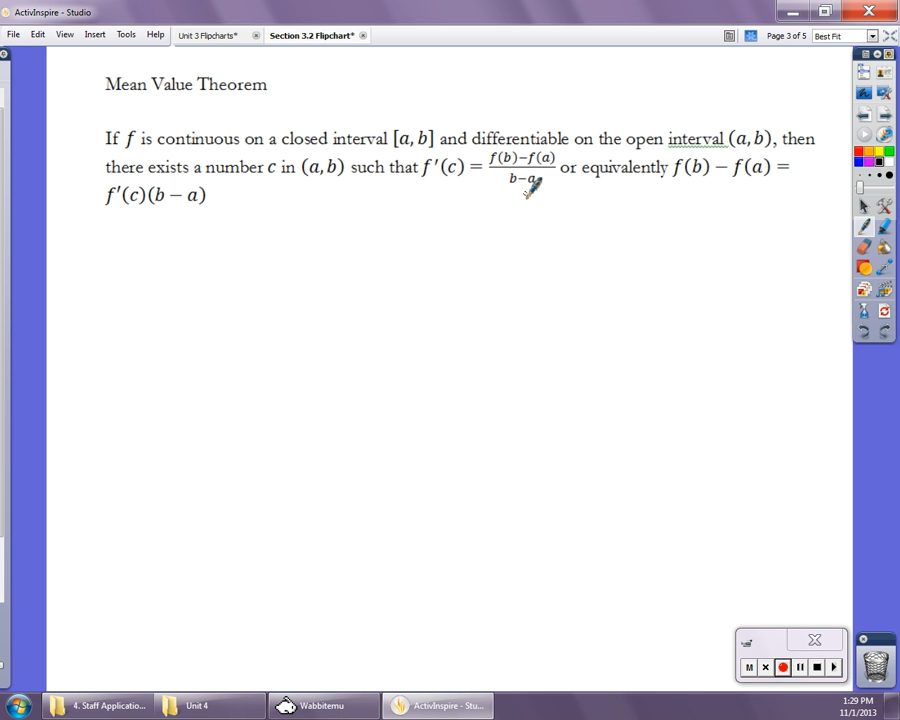 ActivInspire - Studio
File Edit View Insert Tools Help Unit 3 Flipcharts* Section 3.2 Flipchart* Page 3 of 5 Best Fit
Mean Value Theorem
If f is continuous on a closed interval [a, b] and differentiable on the open interval (a, b), then
there exists a number c in (a, b) such that f′(c) = f(b)−f(a) / b−a or equivalently f(b) − f(a) =
f′(c)(b − a)
M
4. Staff Applicatio... Unit 4 Wabbitemu ActivInspire - Stu... 1:29 PM
11/1/2013